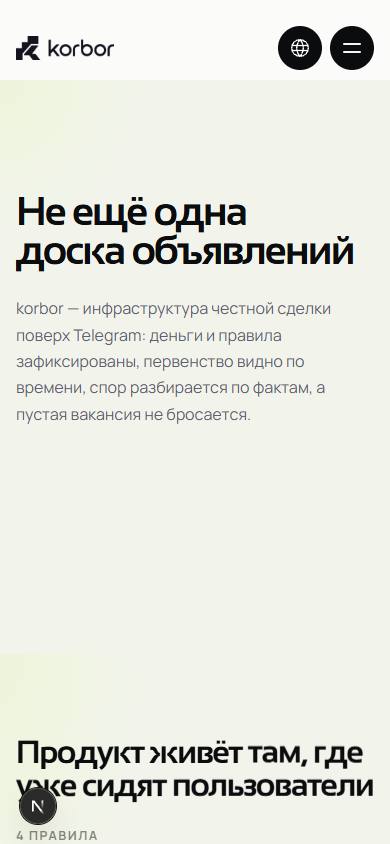 korbor
Не ещё одна
доска объявлений
korbor — инфраструктура честной сделки
поверх Telegram: деньги и правила
зафиксированы, первенство видно по
времени, спор разбирается по фактам, а
пустая вакансия не бросается.
Продукт живёт там, где
уже сидят пользователи
N
4 ПРАВИЛА